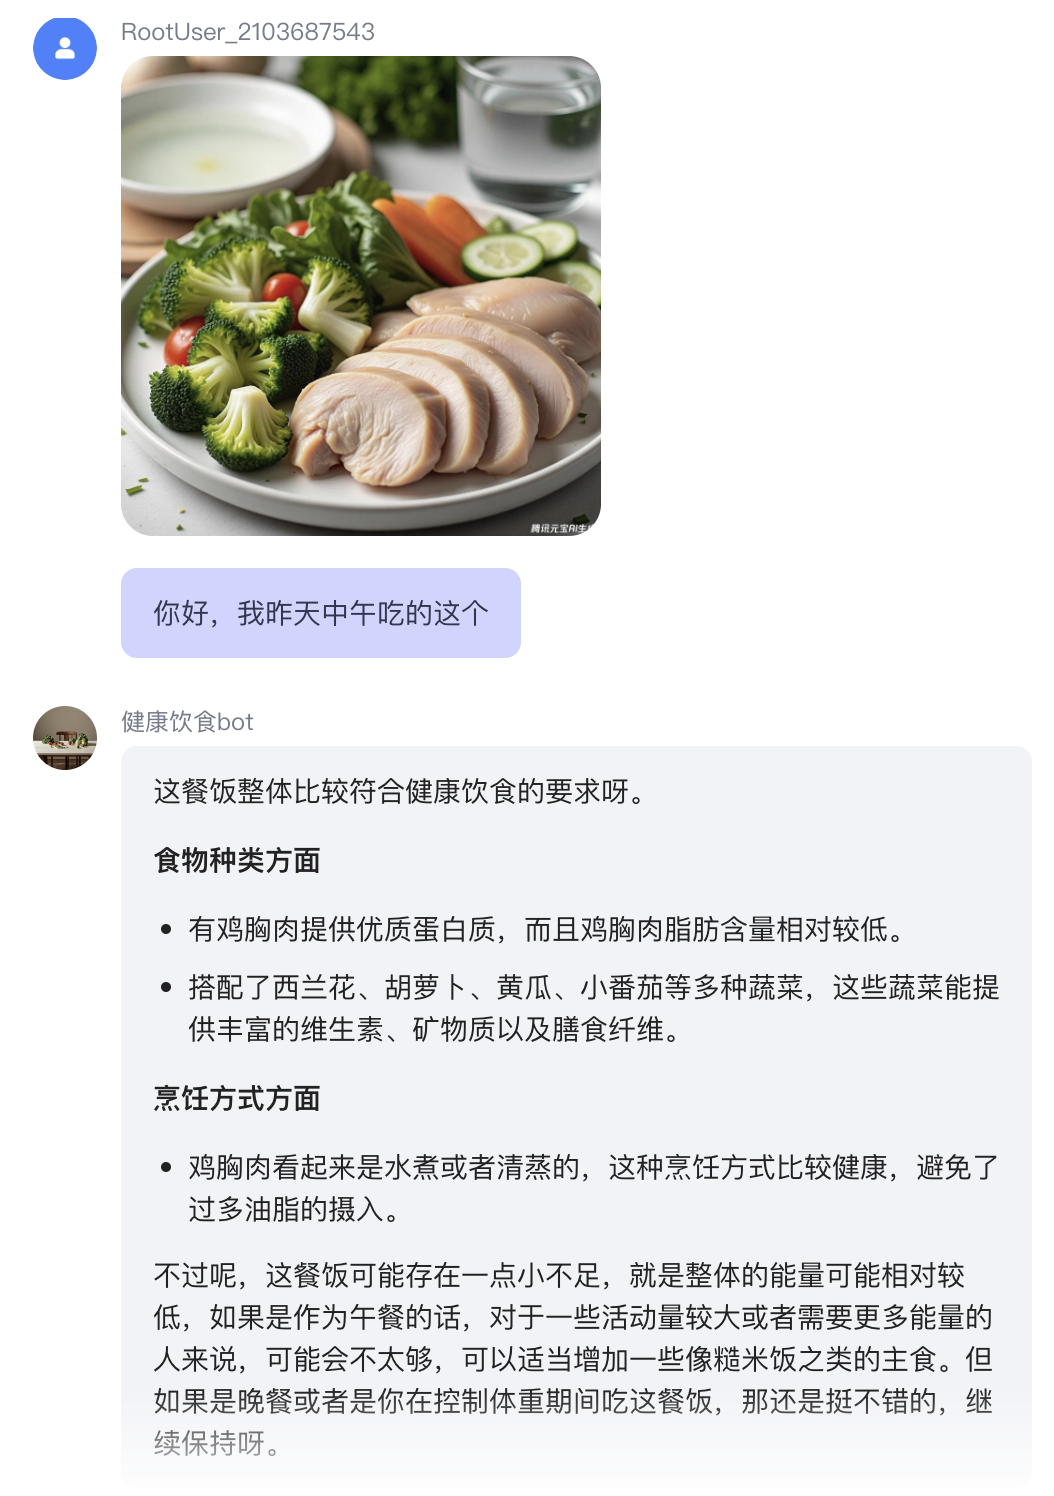 RootUser_2103687543
腾讯元宝AI生
你好，我昨天中午吃的这个
健康饮食bot
这餐饭整体比较符合健康饮食的要求呀。
食物种类方面
• 有鸡胸肉提供优质蛋白质，而且鸡胸肉脂肪含量相对较低。
• 搭配了西兰花、胡萝卜、黄瓜、小番茄等多种蔬菜，这些蔬菜能提
供丰富的维生素、矿物质以及膳食纤维。
烹饪方式方面
• 鸡胸肉看起来是水煮或者清蒸的，这种烹饪方式比较健康，避免了
过多油脂的摄入。
不过呢，这餐饭可能存在一点小不足，就是整体的能量可能相对较
低，如果是作为午餐的话，对于一些活动量较大或者需要更多能量的
人来说，可能会不太够，可以适当增加一些像糙米饭之类的主食。但
如果是晚餐或者是你在控制体重期间吃这餐饭，那还是挺不错的，继
续保持呀。